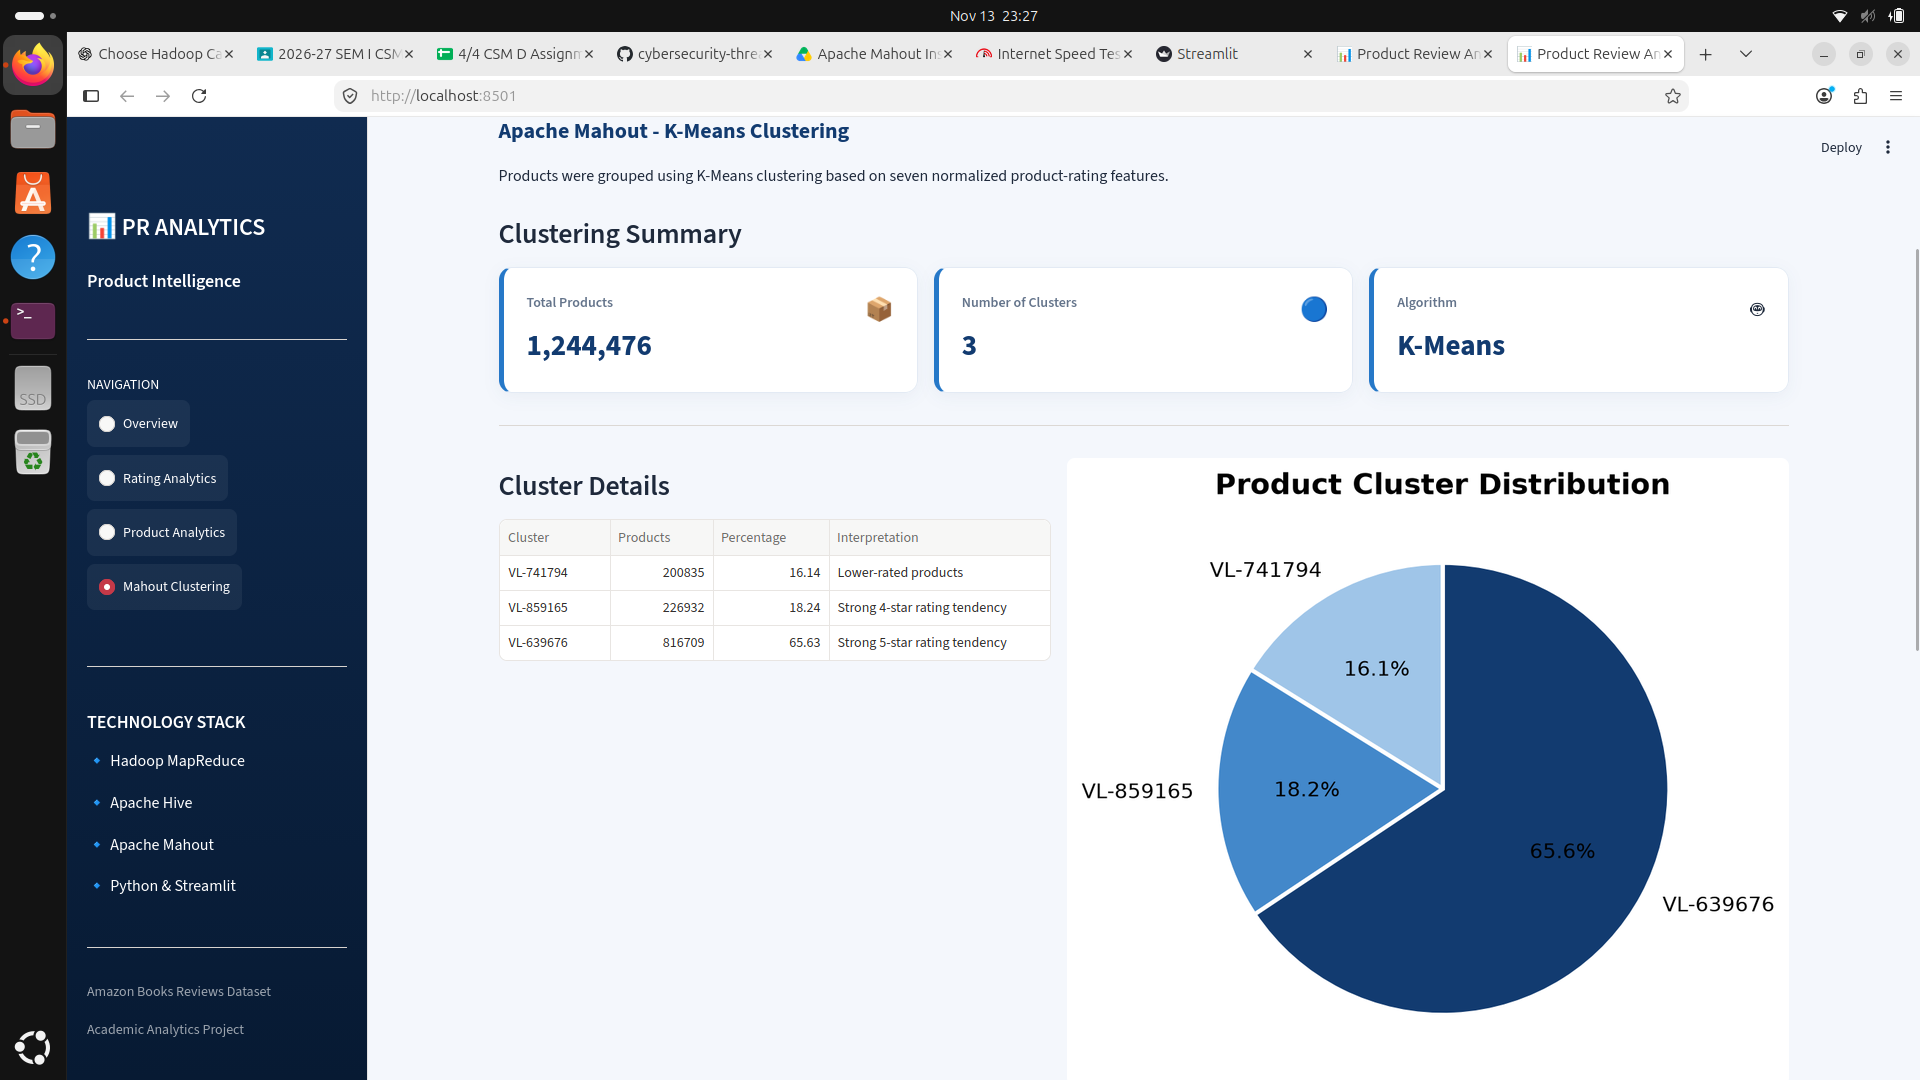 Nov 13 23:27
Choose Hadoop Ca
2026-27 SEM I CSM
4/4 CSM D Assignm
cybersecurity-thre
Apache Mahout Ins
Internet Speed Tes
Streamlit
Product Review An
Product Review An
http://localhost:8501
Deploy
📊 PR ANALYTICS
Product Intelligence
NAVIGATION
Overview
Rating Analytics
Product Analytics
Mahout Clustering
TECHNOLOGY STACK
Hadoop MapReduce
Apache Hive
Apache Mahout
Python & Streamlit
Amazon Books Reviews Dataset
Academic Analytics Project
SSD
Apache Mahout - K-Means Clustering
Products were grouped using K-Means clustering based on seven normalized product-rating features.
Clustering Summary
Total Products
1,244,476
Number of Clusters
3
Algorithm
K-Means
Cluster Details
Cluster Products Percentage Interpretation
VL-741794 200835 16.14 Lower-rated products
VL-859165 226932 18.24 Strong 4-star rating tendency
VL-639676 816709 65.63 Strong 5-star rating tendency
Product Cluster Distribution
VL-741794
16.1%
VL-859165
18.2%
65.6%
VL-639676